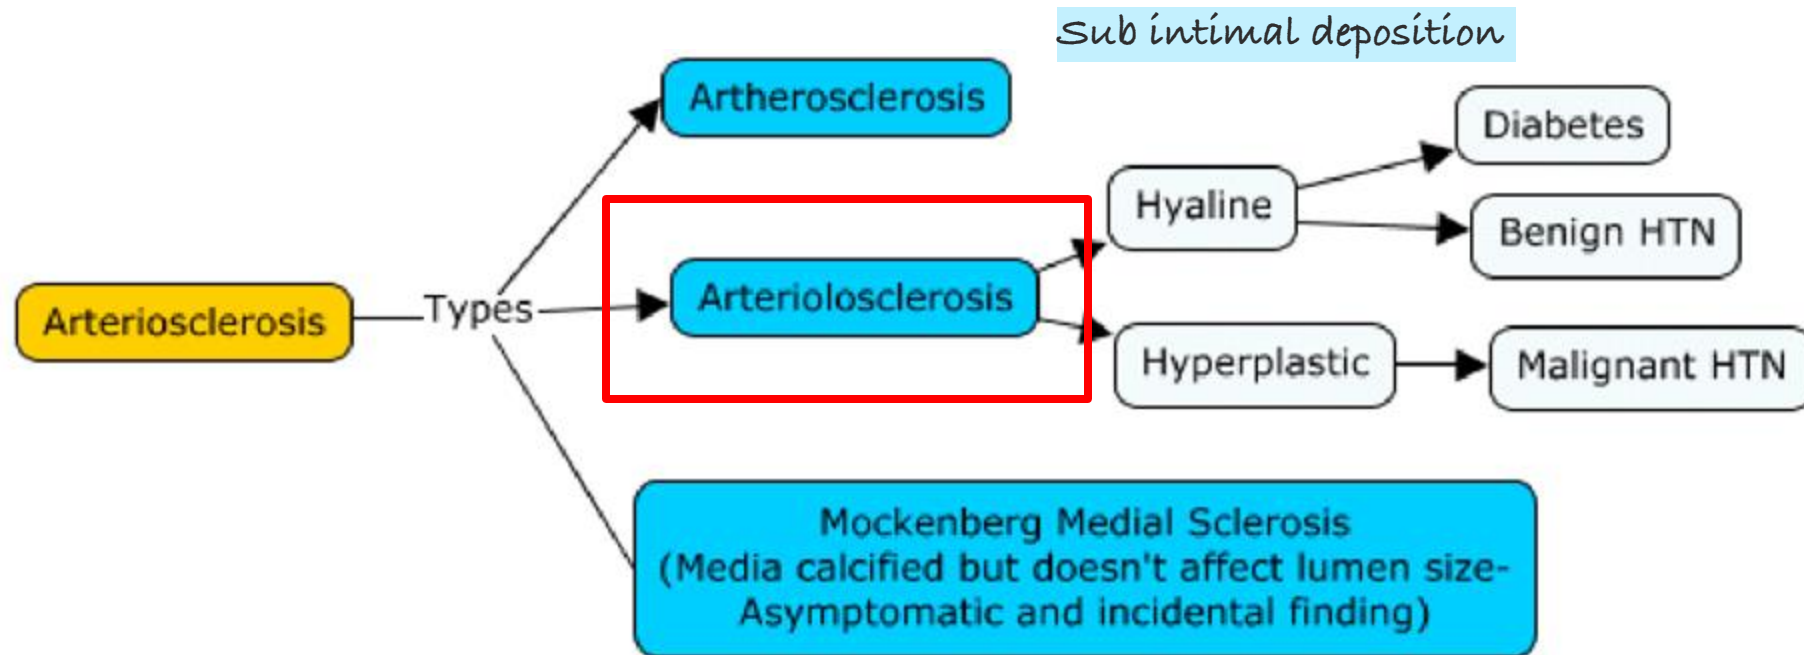 Sub intimal deposition
Artherosclerosis
Diabetes
Hyaline
Benign HTN
Arteriosclerosis
Types
Arteriolosclerosis
Hyperplastic
Malignant HTN
Mockenberg Medial Sclerosis
(Media calcified but doesn't affect lumen size-
Asymptomatic and incidental finding)